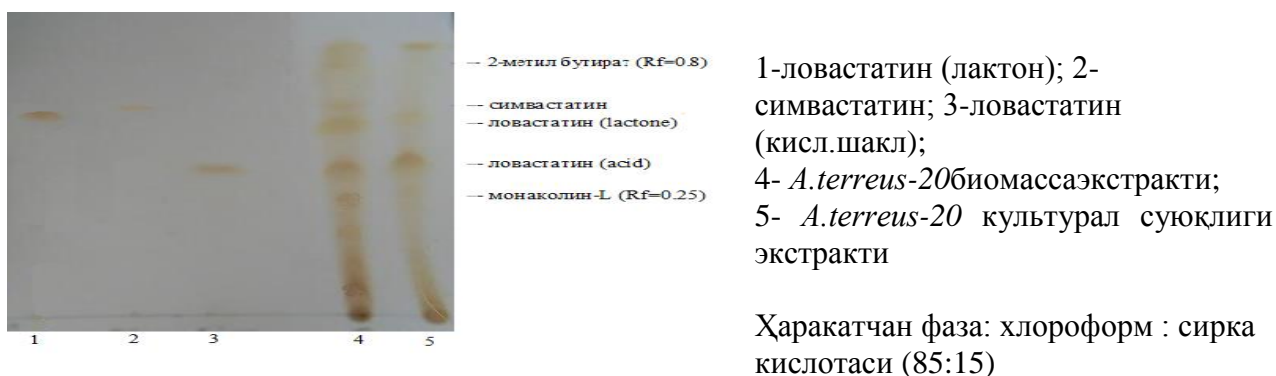 2-метил бутират (Rf=0.8)
симвастатин
ловастатин (lactone)
ловастатин (acid)
монаколин-L (Rf=0.25)
1 2 3 4 5
1-ловастатин (лактон); 2-
симвастатин; 3-ловастатин
(кисл.шакл);
4- A.terreus-20биомассаэкстракти;
5- A.terreus-20 культурал суюқлиги
экстракти
Ҳаракатчан фаза: хлороформ : сирка
кислотаси (85:15)